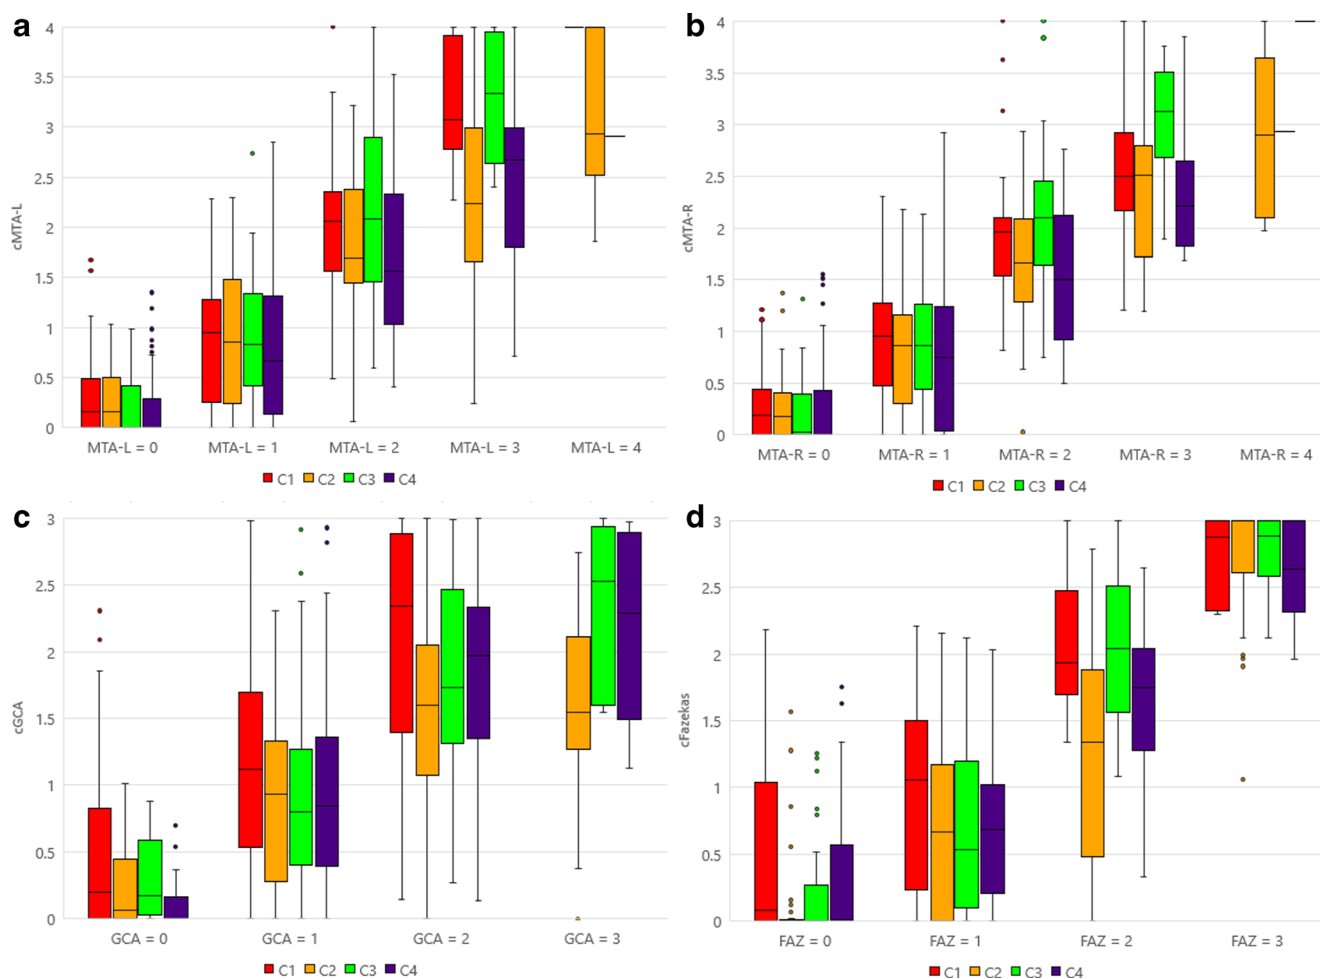 a
4
3.5
3
2.5
2
1.5
1
0.5
0
cMTA-L
MTA-L = 0 MTA-L = 1 MTA-L = 2 MTA-L = 3 MTA-L = 4
C1 C2 C3 C4
b
4
3.5
3
2.5
2
1.5
1
0.5
0
cMTA-R
MTA-R = 0 MTA-R = 1 MTA-R = 2 MTA-R = 3 MTA-R = 4
C1 C2 C3 C4
c
3
2.5
2
1.5
1
0.5
0
cGCA
GCA = 0 GCA = 1 GCA = 2 GCA = 3
C1 C2 C3 C4
d
3
2.5
2
1.5
1
0.5
0
cFazekas
FAZ = 0 FAZ = 1 FAZ = 2 FAZ = 3
C1 C2 C3 C4